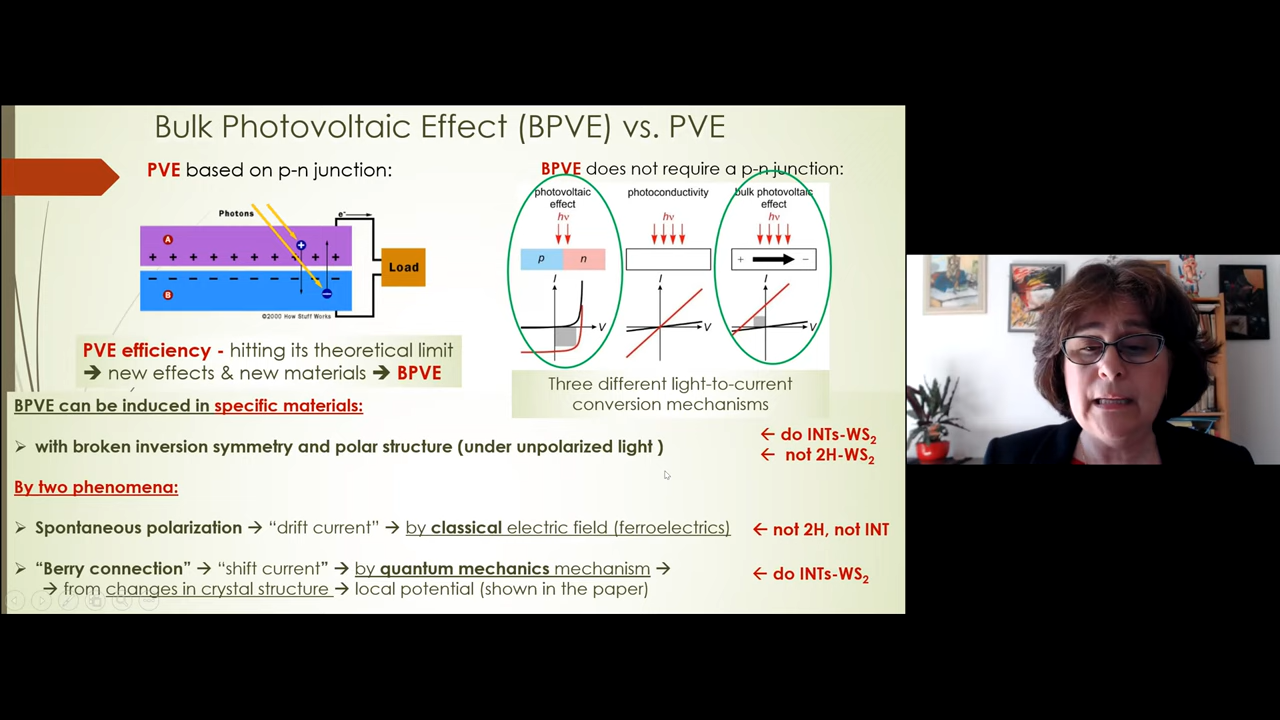 Bulk Photovoltaic Effect (BPVE) vs. PVE
PVE based on p-n junction:
Photons
e-
A
+ + + + + + + + + +
+
- - - - - - - - - -
B
-
Load
©2000 How Stuff Works
PVE efficiency - hitting its theoretical limit
→ new effects & new materials → BPVE
BPVE does not require a p-n junction:
photovoltaic effect
photoconductivity
bulk photovoltaic effect
hν
hν
hν
p
n
+
−
I
V
I
V
I
V
Three different light-to-current
conversion mechanisms
BPVE can be induced in specific materials:
➢ with broken inversion symmetry and polar structure (under unpolarized light )
← do INTs-WS₂
← not 2H-WS₂
By two phenomena:
➢ Spontaneous polarization → “drift current” → by classical electric field (ferroelectrics)
← not 2H, not INT
➢ “Berry connection” → “shift current” → by quantum mechanics mechanism →
→ from changes in crystal structure → local potential (shown in the paper)
← do INTs-WS₂